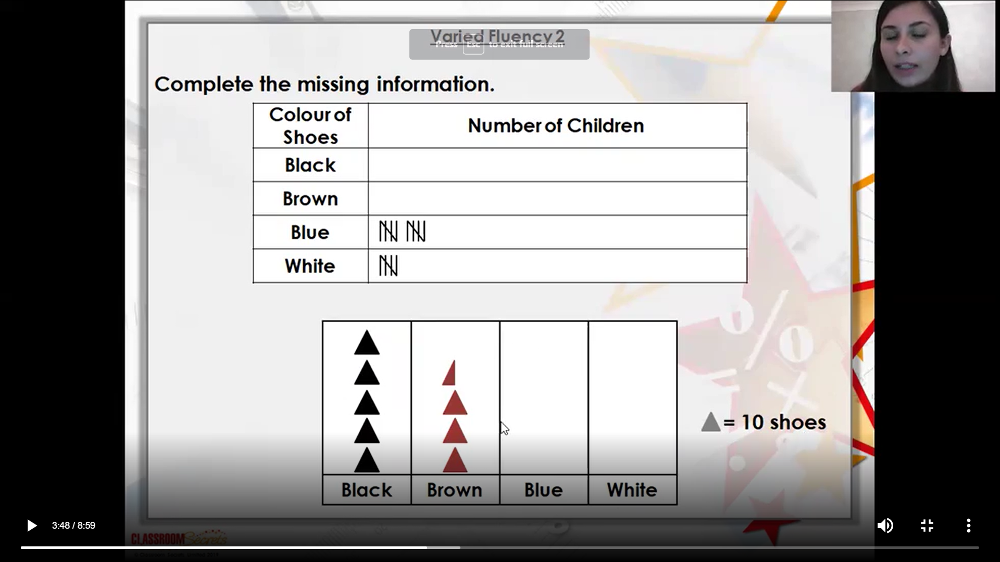 Varied Fluency 2
Press Esc to exit full screen
Complete the missing information.
Colour of Shoes
Number of Children
Black
Brown
Blue
White
= 10 shoes
Black
Brown
Blue
White
3:48 / 8:59
CLASSROOM Secrets